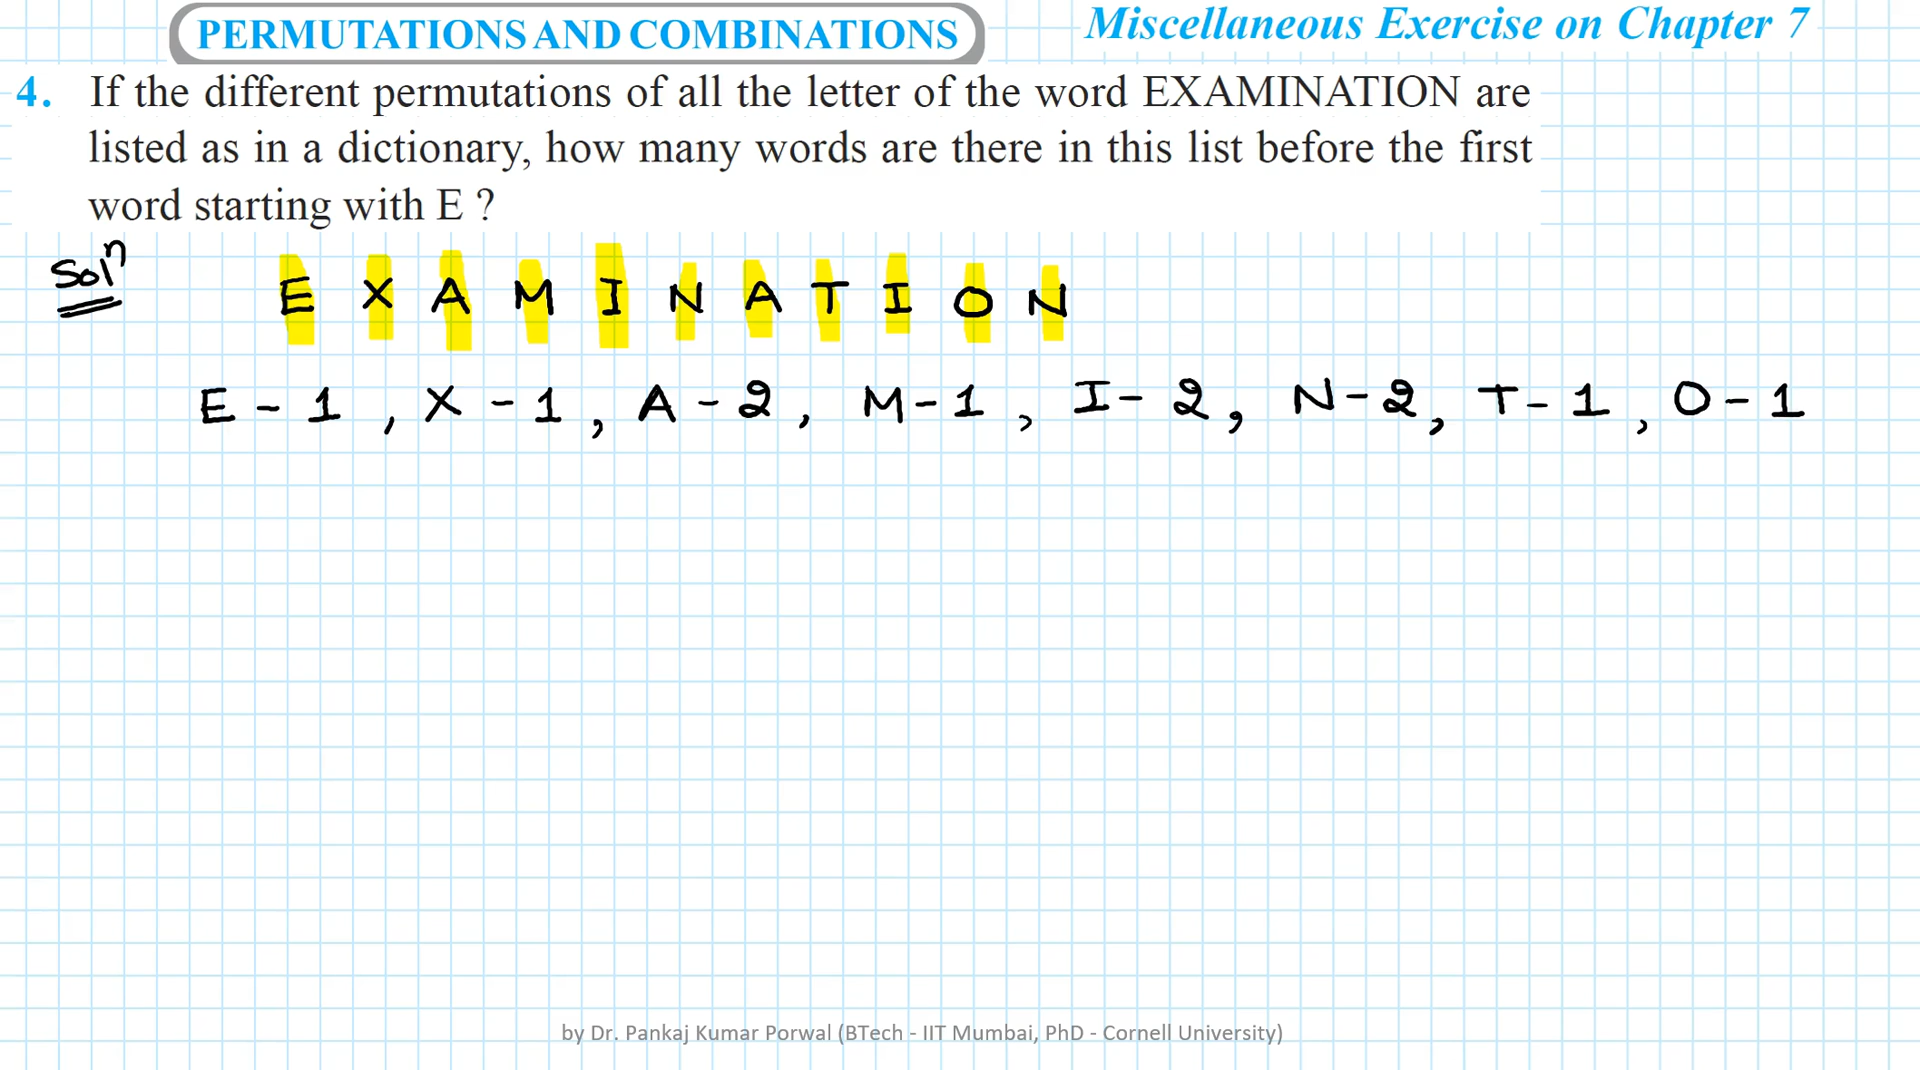 PERMUTATIONS AND COMBINATIONS
Miscellaneous Exercise on Chapter 7
4. If the different permutations of all the letter of the word EXAMINATION are
listed as in a dictionary, how many words are there in this list before the first
word starting with E ?
Solⁿ
E X A M I N A T I O N
E - 1 , X - 1 , A - 2 , M - 1 , I - 2 , N - 2 , T - 1 , O - 1
by Dr. Pankaj Kumar Porwal (BTech - IIT Mumbai, PhD - Cornell University)